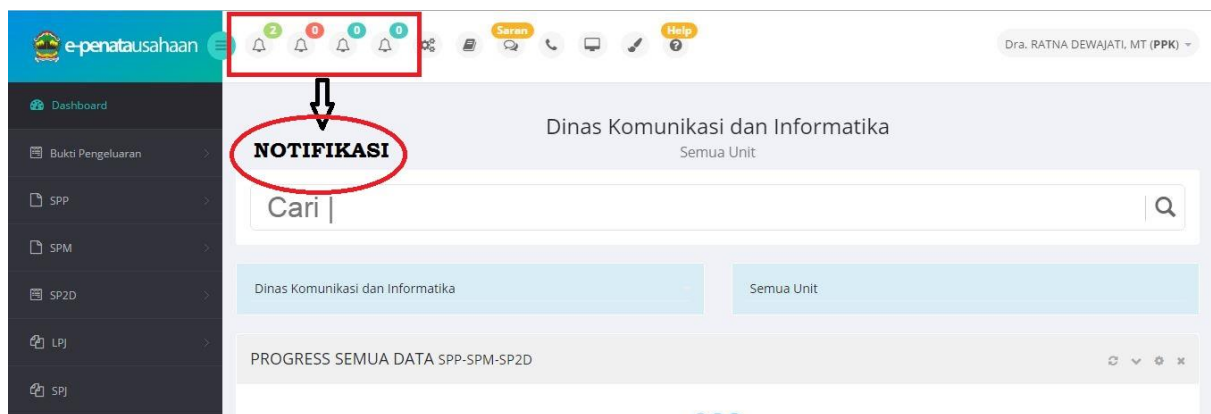 2 0 0 0 Saran Help
e-penatausahaan Dra. RATNA DEWAJATI, MT (PPK)
Dashboard
Dinas Komunikasi dan Informatika
Bukti Pengeluaran NOTIFIKASI Semua Unit
SPP Cari |
SPM
SP2D Dinas Komunikasi dan Informatika Semua Unit
LPJ
PROGRESS SEMUA DATA SPP-SPM-SP2D
SPJ